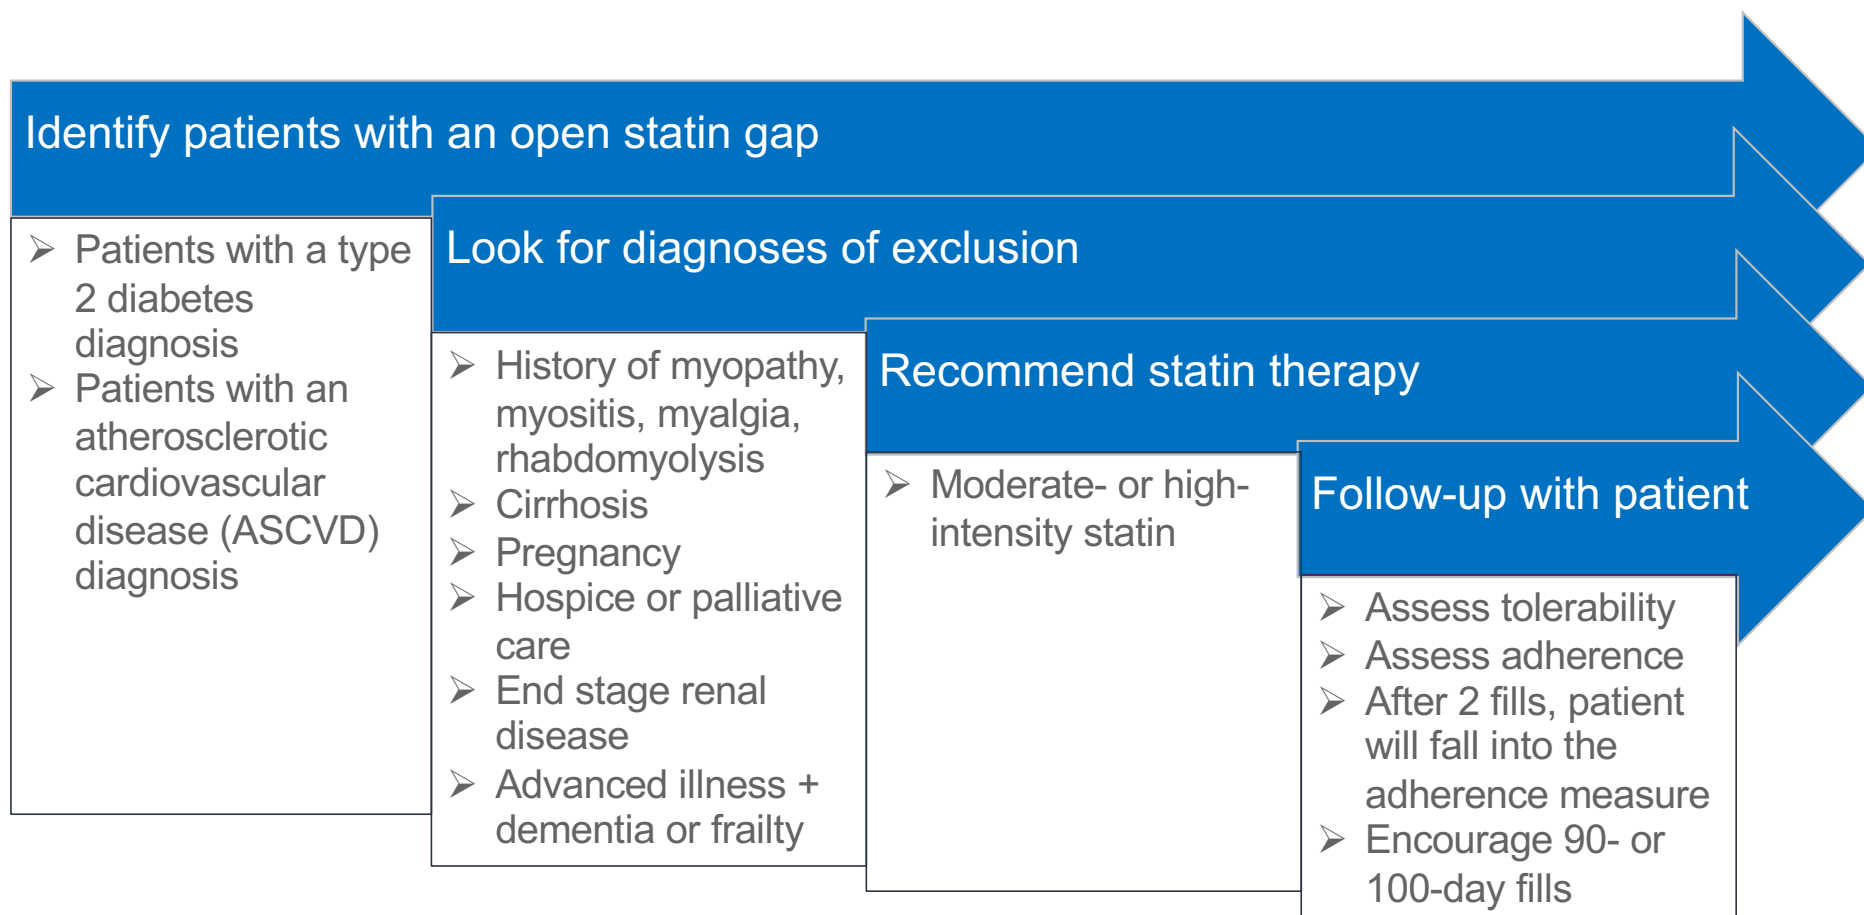 Identify patients with an open statin gap
➢ Patients with a type
2 diabetes
diagnosis
➢ Patients with an
atherosclerotic
cardiovascular
disease (ASCVD)
diagnosis
Look for diagnoses of exclusion
➢ History of myopathy,
myositis, myalgia,
rhabdomyolysis
➢ Cirrhosis
➢ Pregnancy
➢ Hospice or palliative
care
➢ End stage renal
disease
➢ Advanced illness +
dementia or frailty
Recommend statin therapy
➢ Moderate- or high-
intensity statin
Follow-up with patient
➢ Assess tolerability
➢ Assess adherence
➢ After 2 fills, patient
will fall into the
adherence measure
➢ Encourage 90- or
100-day fills